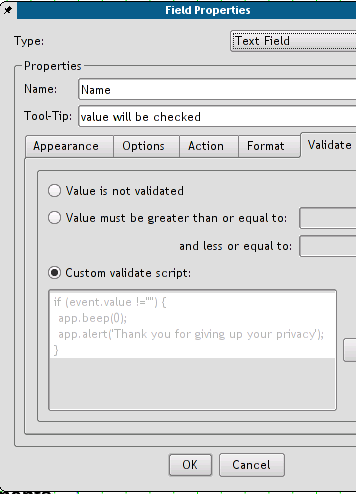 Field Properties
Type: Text Field
Properties
Name: Name
Tool-Tip: value will be checked
Appearance Options Action Format Validate
Value is not validated
Value must be greater than or equal to:
and less or equal to:
Custom validate script:
if (event.value !="") {
app.beep(0);
app.alert('Thank you for giving up your privacy');
}
OK Cancel